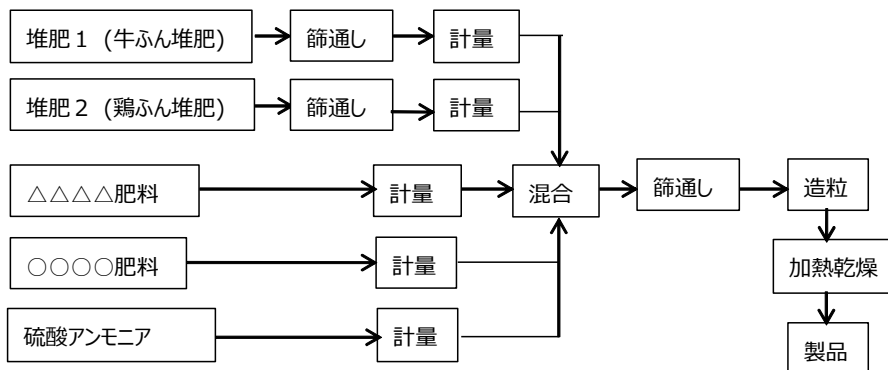 堆肥１ (牛ふん堆肥) 篩通し 計量
堆肥２ (鶏ふん堆肥) 篩通し 計量
△△△△肥料 計量 混合 篩通し 造粒
○○○○肥料 計量 加熱乾燥
硫酸アンモニア 計量 製品